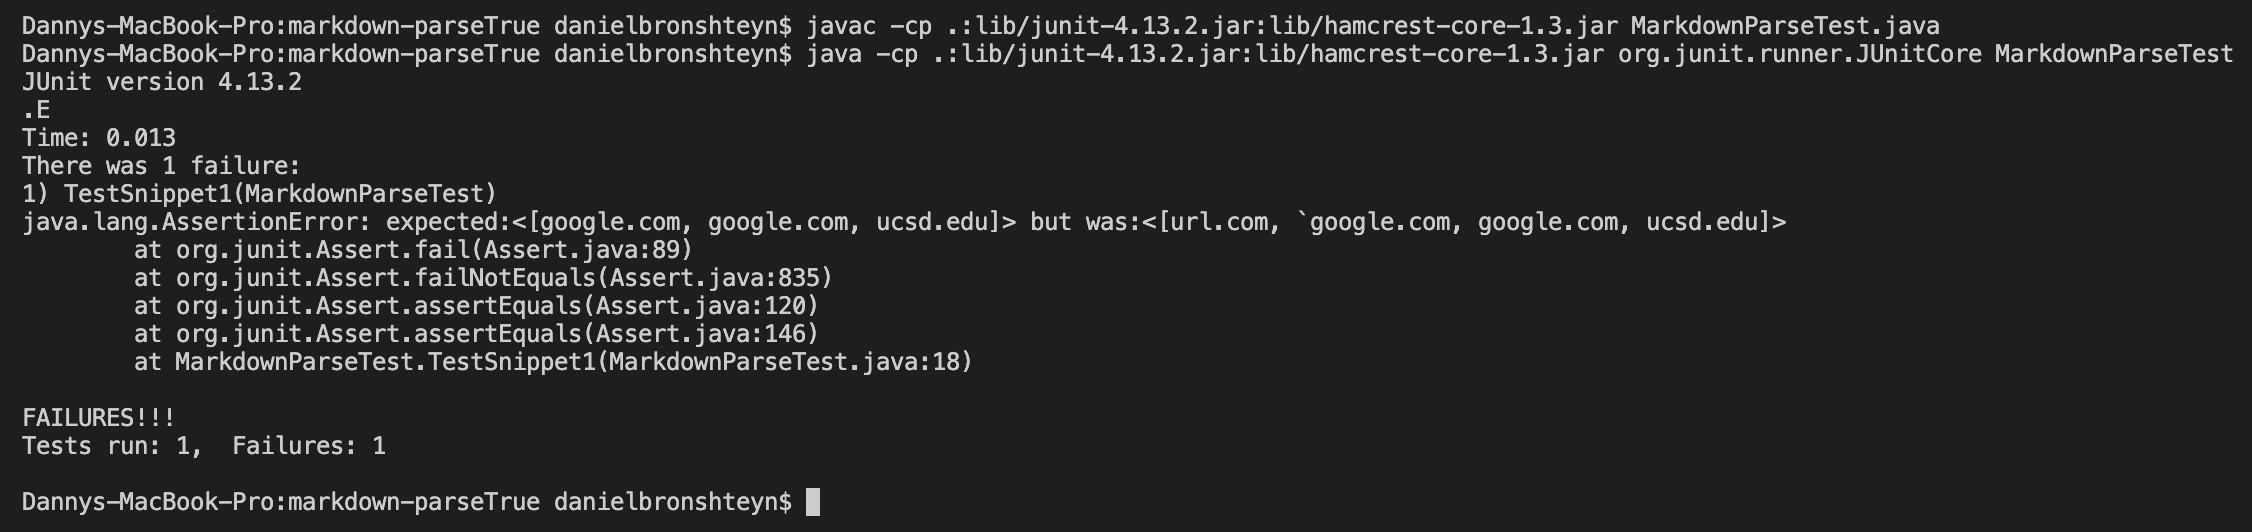 Dannys-MacBook-Pro:markdown-parseTrue danielbronshteyn$ javac -cp .:lib/junit-4.13.2.jar:lib/hamcrest-core-1.3.jar MarkdownParseTest.java
Dannys-MacBook-Pro:markdown-parseTrue danielbronshteyn$ java -cp .:lib/junit-4.13.2.jar:lib/hamcrest-core-1.3.jar org.junit.runner.JUnitCore MarkdownParseTest
JUnit version 4.13.2
.E
Time: 0.013
There was 1 failure:
1) TestSnippet1(MarkdownParseTest)
java.lang.AssertionError: expected:<[google.com, google.com, ucsd.edu]> but was:<[url.com, `google.com, google.com, ucsd.edu]>
        at org.junit.Assert.fail(Assert.java:89)
        at org.junit.Assert.failNotEquals(Assert.java:835)
        at org.junit.Assert.assertEquals(Assert.java:120)
        at org.junit.Assert.assertEquals(Assert.java:146)
        at MarkdownParseTest.TestSnippet1(MarkdownParseTest.java:18)

FAILURES!!!
Tests run: 1,  Failures: 1

Dannys-MacBook-Pro:markdown-parseTrue danielbronshteyn$